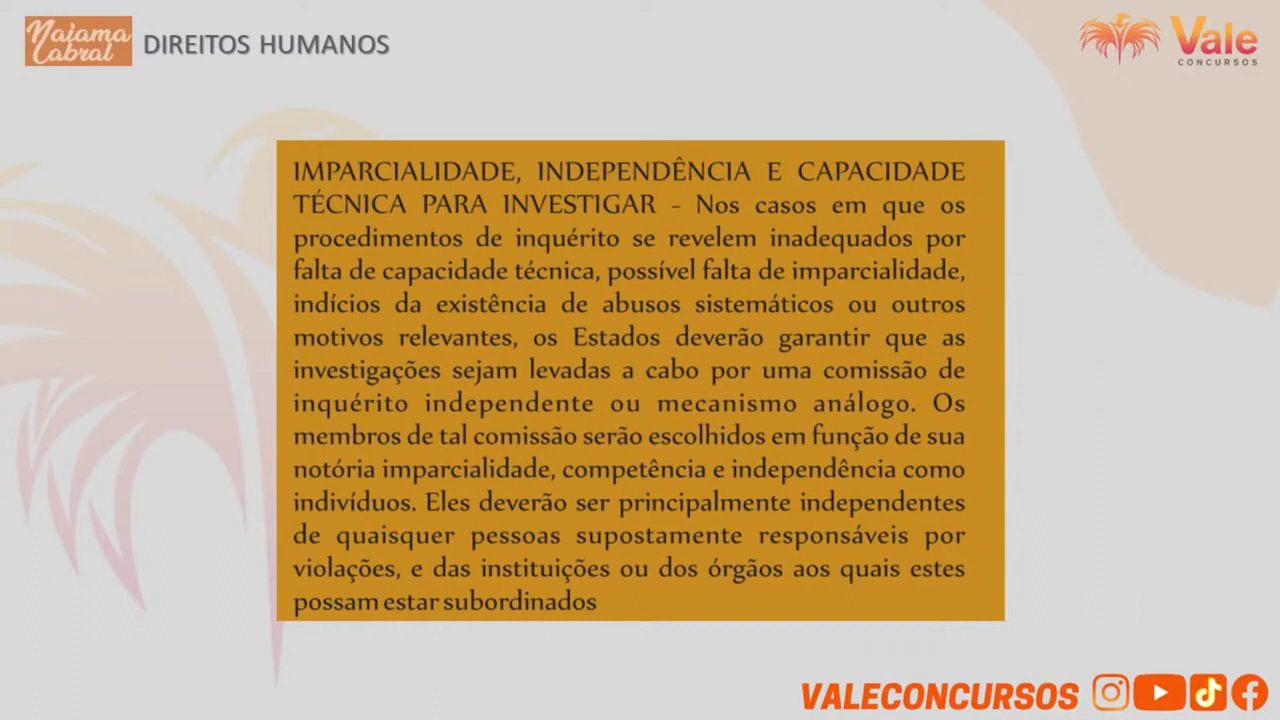 Naiama
Cabral
DIREITOS HUMANOS
Vale
CONCURSOS
IMPARCIALIDADE, INDEPENDÊNCIA E CAPACIDADE
TÉCNICA PARA INVESTIGAR - Nos casos em que os
procedimentos de inquérito se revelem inadequados por
falta de capacidade técnica, possível falta de imparcialidade,
indícios da existência de abusos sistemáticos ou outros
motivos relevantes, os Estados deverão garantir que as
investigações sejam levadas a cabo por uma comissão de
inquérito independente ou mecanismo análogo. Os
membros de tal comissão serão escolhidos em função de sua
notória imparcialidade, competência e independência como
indivíduos. Eles deverão ser principalmente independentes
de quaisquer pessoas supostamente responsáveis por
violações, e das instituições ou dos órgãos aos quais estes
possam estar subordinados
VALECONCURSOS